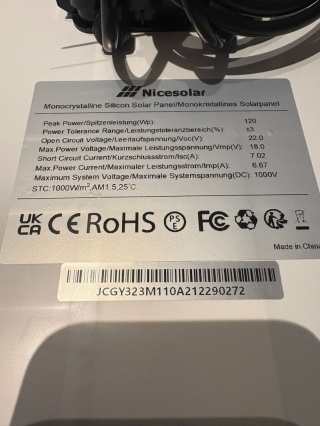 Nicesolar
Monocrystalline Silicon Solar Panel/Monokristallines Solarpanel
Peak Power/Spitzenleistung(Wp) 120
Power Tolerance Range/Leistungstoleranzbereich(%) ±3
Open Circuit Voltage/Leerlaufspannung(Voc) 22.0
Max.Power Voltage/Maximale Leistungsspannung/Vmp(V) 18.0
Short Circuit Current/Kurzschlussstrom/Isc(A) 7.02
Max.Power Current/Maximaler Leistungsstrom/Imp(A) 6.67
Maximum System Voltage/Maximale Systemspannung(DC) 1000V
STC:1000W/m²,AM1.5,25℃
UK CA CE RoHS PS E FC
Made in China
JCGY323M110A212290272